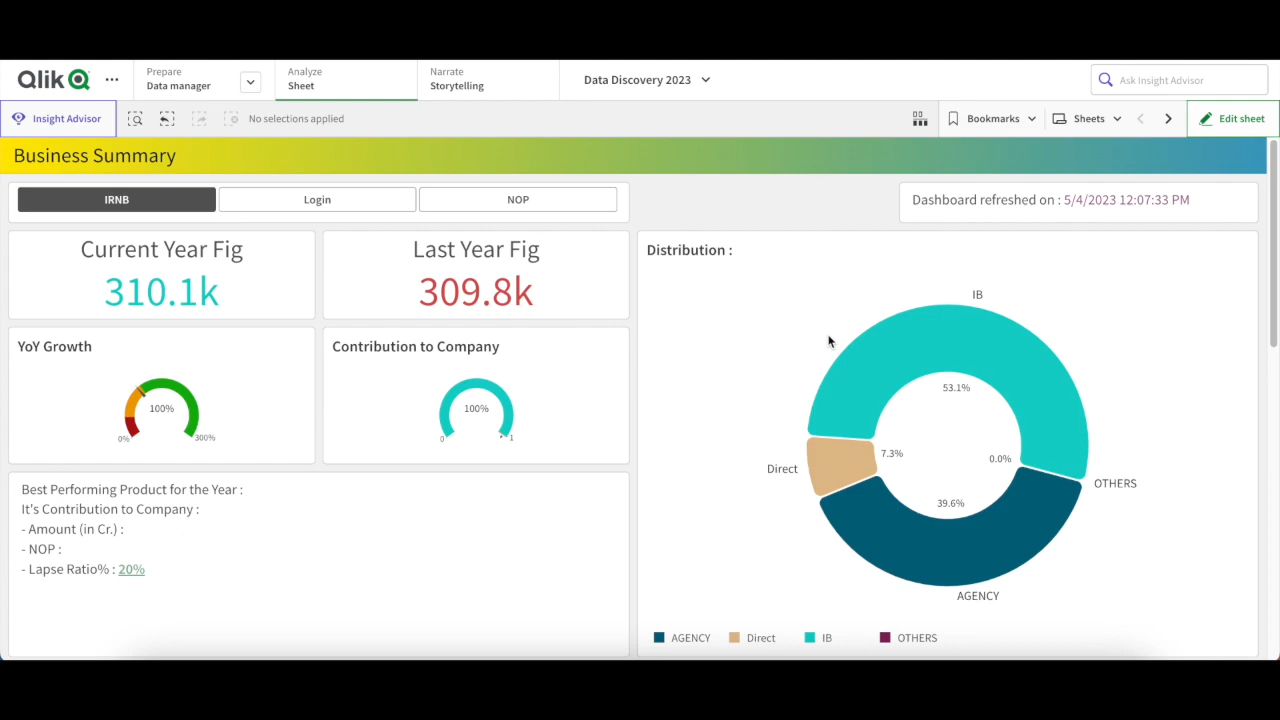 Qlik
Prepare
Data manager
Analyze
Sheet
Narrate
Storytelling
Data Discovery 2023
Ask Insight Advisor
Insight Advisor
No selections applied
Bookmarks
Sheets
Edit sheet
Business Summary
IRNB
Login
NOP
Dashboard refreshed on : 5/4/2023 12:07:33 PM
Current Year Fig
310.1k
Last Year Fig
309.8k
YoY Growth
100%
0%
300%
Contribution to Company
100%
0
1
Best Performing Product for the Year :
It's Contribution to Company :
- Amount (in Cr.) :
- NOP :
- Lapse Ratio% : 20%
Distribution :
IB
53.1%
Direct
7.3%
0.0%
OTHERS
39.6%
AGENCY
AGENCY Direct IB OTHERS